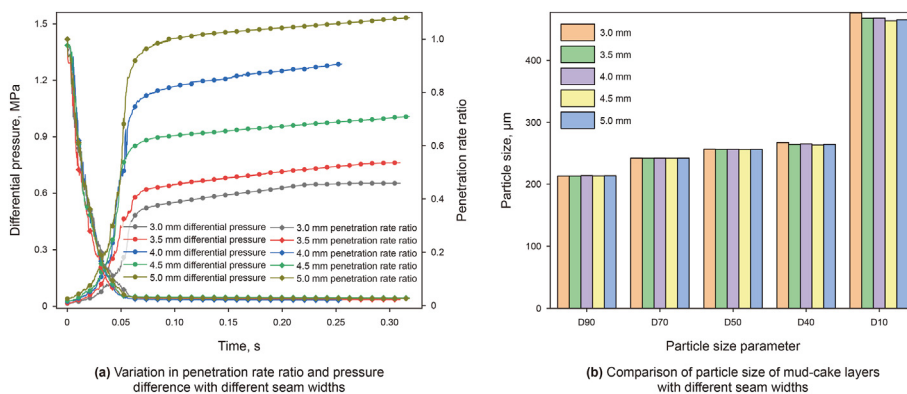 1.5
1.2
0.9
0.6
0.3
0
Differential pressure, MPa
1.0
0.8
0.6
0.4
0.2
0
Penetration rate ratio
3.0 mm differential pressure
3.5 mm differential pressure
4.0 mm differential pressure
4.5 mm differential pressure
5.0 mm differential pressure
3.0 mm penetration rate ratio
3.5 mm penetration rate ratio
4.0 mm penetration rate ratio
4.5 mm penetration rate ratio
5.0 mm penetration rate ratio
0 0.05 0.10 0.15 0.20 0.25 0.30
Time, s
(a) Variation in penetration rate ratio and pressure
difference with different seam widths
400
300
200
100
0
Particle size, μm
3.0 mm
3.5 mm
4.0 mm
4.5 mm
5.0 mm
D90 D70 D50 D40 D10
Particle size parameter
(b) Comparison of particle size of mud-cake layers
with different seam widths